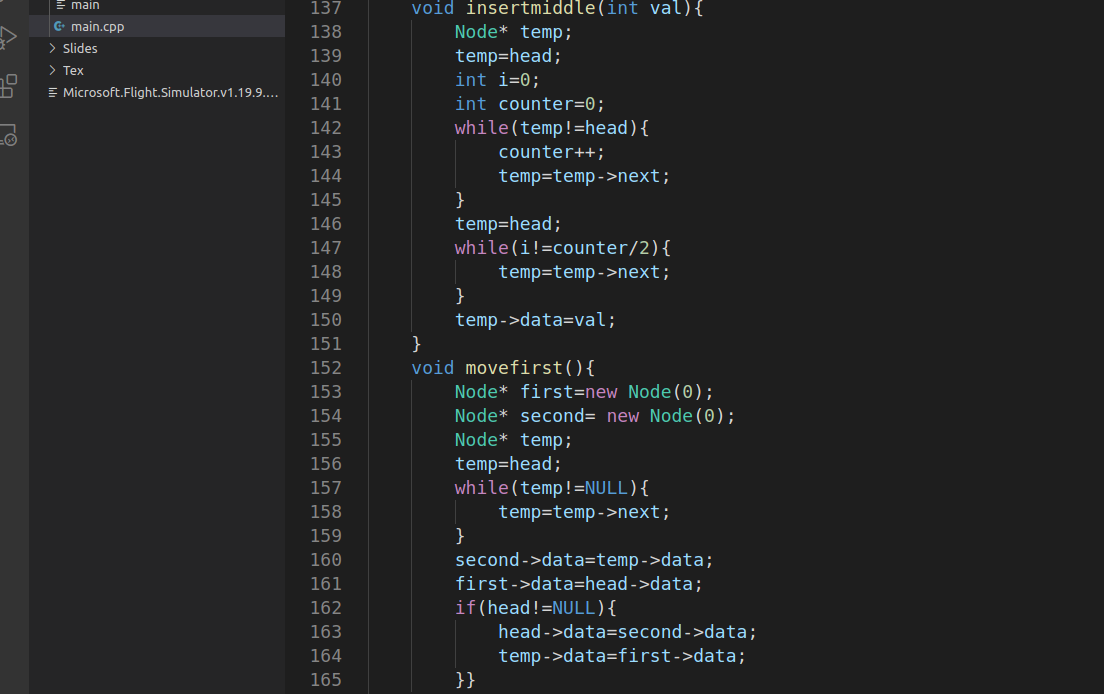 main
main.cpp
Slides
Tex
Microsoft.Flight.Simulator.v1.19.9....
137 void insertmiddle(int val){
138 Node* temp;
139 temp=head;
140 int i=0;
141 int counter=0;
142 while(temp!=head){
143 counter++;
144 temp=temp->next;
145 }
146 temp=head;
147 while(i!=counter/2){
148 temp=temp->next;
149 }
150 temp->data=val;
151 }
152 void movefirst(){
153 Node* first=new Node(0);
154 Node* second= new Node(0);
155 Node* temp;
156 temp=head;
157 while(temp!=NULL){
158 temp=temp->next;
159 }
160 second->data=temp->data;
161 first->data=head->data;
162 if(head!=NULL){
163 head->data=second->data;
164 temp->data=first->data;
165 }}